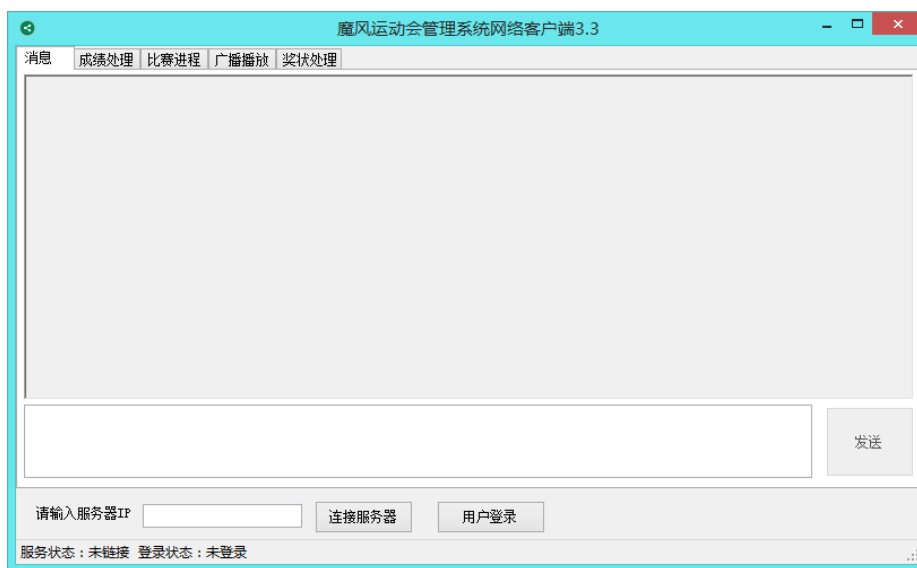 魔风运动会管理系统网络客户端3.3
消息 成绩处理 比赛进程 广播播放 奖状处理
发送
请输入服务器IP 连接服务器 用户登录
服务状态：未链接 登录状态：未登录